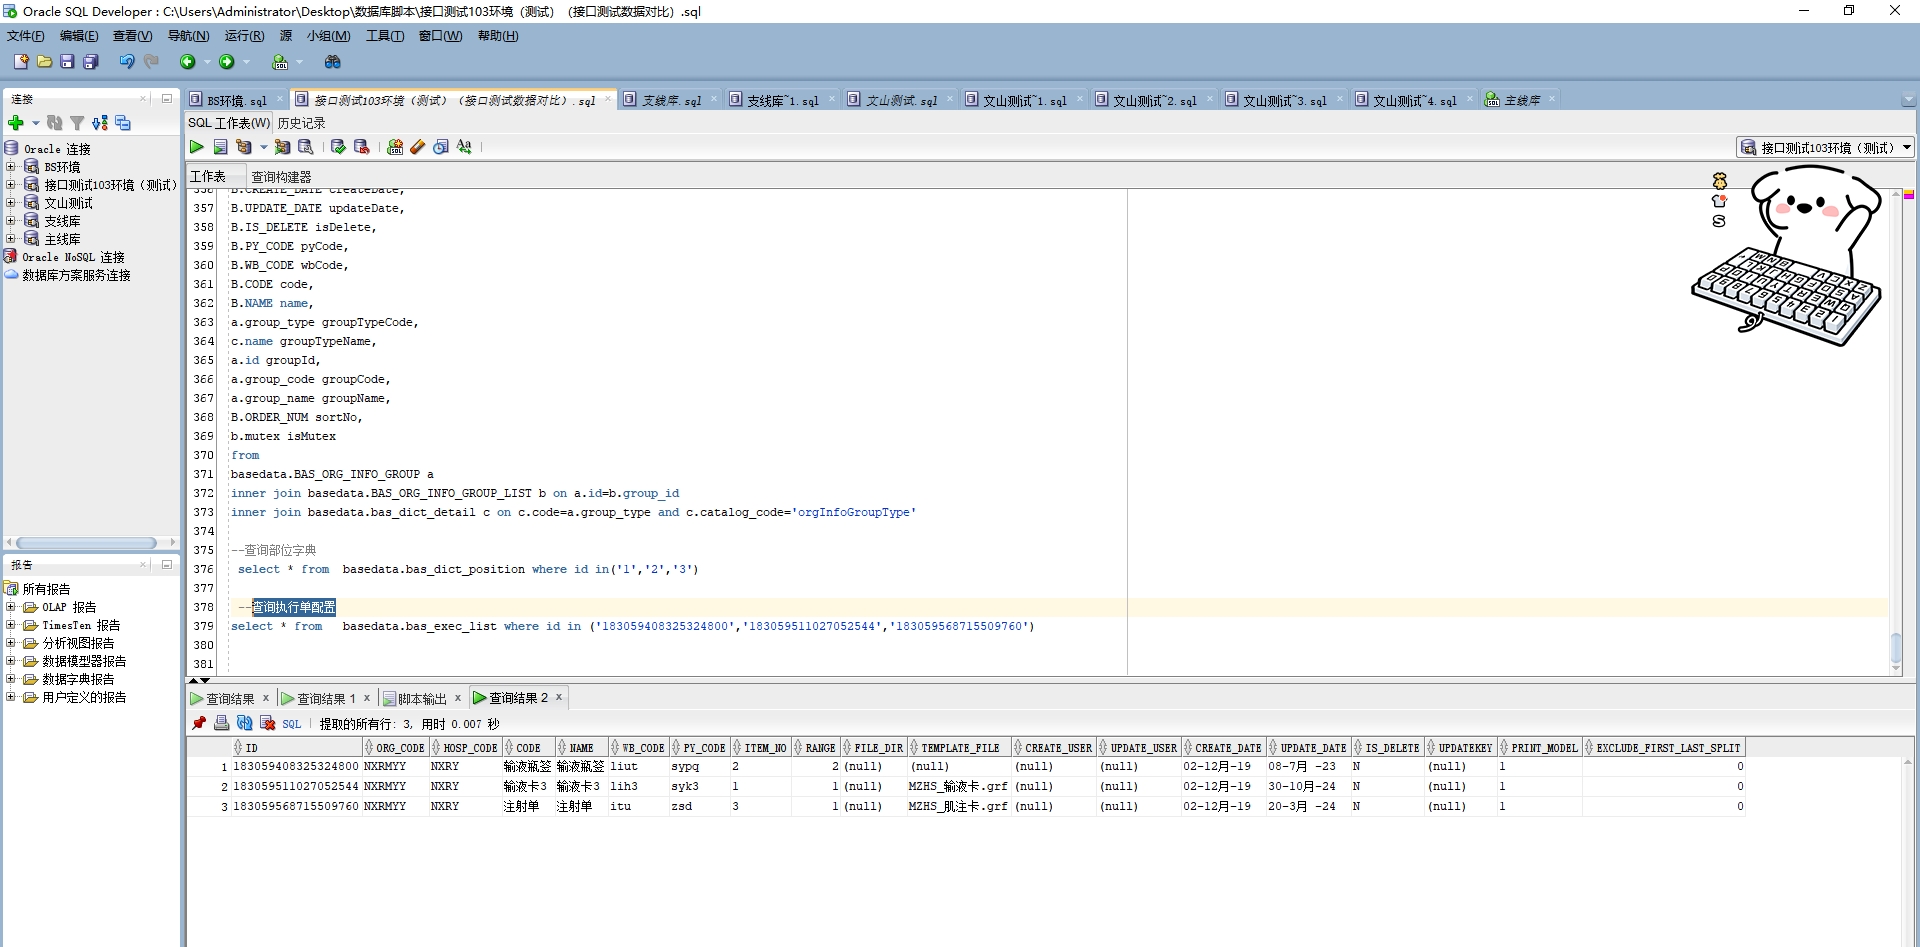 Oracle SQL Developer : C:\Users\Administrator\Desktop\数据库脚本\接口测试103环境（测试）（接口测试数据对比）.sql
文件(F) 编辑(E) 查看(V) 导航(N) 运行(R) 源 小组(M) 工具(T) 窗口(W) 帮助(H)
连接
Oracle 连接
BS环境
接口测试103环境（测试）
文山测试
支线库
主线库
Oracle NoSQL 连接
数据库方案服务连接
报告
所有报告
OLAP 报告
TimesTen 报告
分析视图报告
数据模型器报告
数据字典报告
用户定义的报告
BS环境.sql 接口测试103环境（测试）（接口测试数据对比）.sql 支线库.sql 支线库~1.sql 文山测试.sql 文山测试~1.sql 文山测试~2.sql 文山测试~3.sql 文山测试~4.sql 主线库
SQL 工作表(W) 历史记录
接口测试103环境（测试）
工作表 查询构建器
356 B.CREATE_DATE createDate,
357 B.UPDATE_DATE updateDate,
358 B.IS_DELETE isDelete,
359 B.PY_CODE pyCode,
360 B.WB_CODE wbCode,
361 B.CODE code,
362 B.NAME name,
363 a.group_type groupTypeCode,
364 c.name groupTypeName,
365 a.id groupId,
366 a.group_code groupCode,
367 a.group_name groupName,
368 B.ORDER_NUM sortNo,
369 b.mutex isMutex
370 from
371 basedata.BAS_ORG_INFO_GROUP a
372 inner join basedata.BAS_ORG_INFO_GROUP_LIST b on a.id=b.group_id
373 inner join basedata.bas_dict_detail c on c.code=a.group_type and c.catalog_code='orgInfoGroupType'
374
375 --查询部位字典
376 select * from basedata.bas_dict_position where id in('1','2','3')
377
378 --查询执行单配置
379 select * from basedata.bas_exec_list where id in ('183059408325324800','183059511027052544','183059568715509760')
380
381
查询结果 查询结果 1 脚本输出 查询结果 2
SQL 提取的所有行: 3, 用时 0.007 秒
ID ORG_CODE HOSP_CODE CODE NAME WB_CODE PY_CODE ITEM_NO RANGE FILE_DIR TEMPLATE_FILE CREATE_USER UPDATE_USER CREATE_DATE UPDATE_DATE IS_DELETE UPDATEKEY PRINT_MODEL EXCLUDE_FIRST_LAST_SPLIT
1 183059408325324800 NXRMYY NXRY 输液瓶签 输液瓶签 liut sypq 2 2 (null) (null) (null) (null) 02-12月-19 08-7月 -23 N (null) 1 0
2 183059511027052544 NXRMYY NXRY 输液卡3 输液卡3 lih3 syk3 1 1 (null) MZHS_输液卡.grf (null) (null) 02-12月-19 30-10月-24 N (null) 1 0
3 183059568715509760 NXRMYY NXRY 注射单 注射单 itu zsd 3 1 (null) MZHS_肌注卡.grf (null) (null) 02-12月-19 20-3月 -24 N (null) 1 0